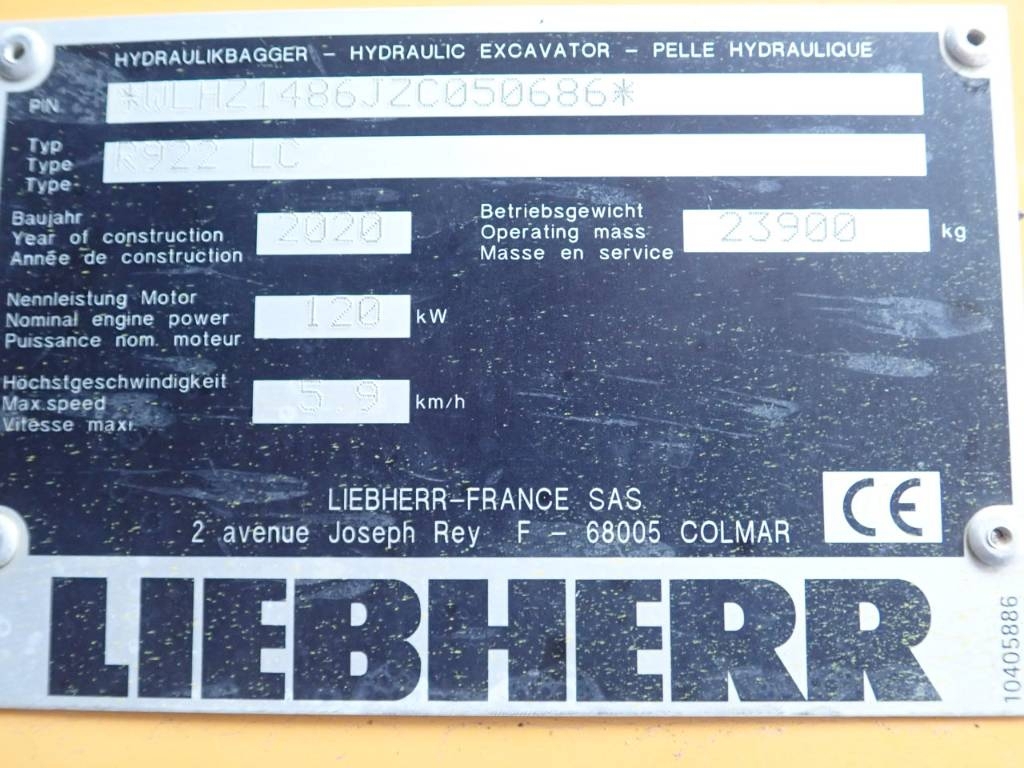 HYDRAULIKBAGGER - HYDRAULIC EXCAVATOR - PELLE HYDRAULIQUE
PIN *WLHZ1486JZC050686*
Typ
Type R922 LC
Type
Baujahr
Year of construction 2020
Année de construction
Betriebsgewicht
Operating mass 23900 kg
Masse en service
Nennleistung Motor
Nominal engine power 120 kW
Puissance nom. moteur
Höchstgeschwindigkeit
Max.speed 5.9 km/h
Vitesse maxi.
LIEBHERR-FRANCE SAS
2 avenue Joseph Rey F - 68005 COLMAR
CE
LIEBHERR
10405886